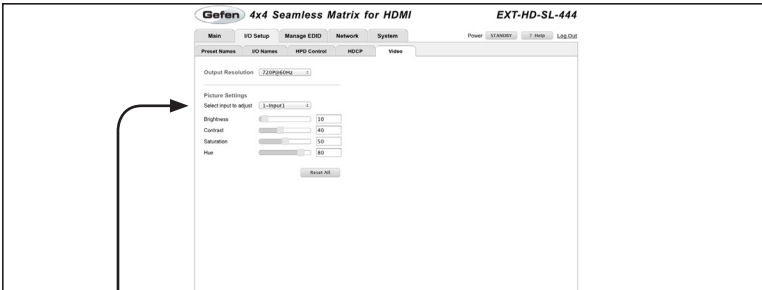 Gefen 4x4 Seamless Matrix for HDMI EXT-HD-SL-444
Main I/O Setup Manage EDID Network System Power STANDBY ? Help Log Out
Preset Names I/O Names HPD Control HDCP Video
Output Resolution 720P@60Hz
Picture Settings
Select input to adjust 1-Input1
Brightness 10
Contrast 40
Saturation 50
Hue 80
Reset All